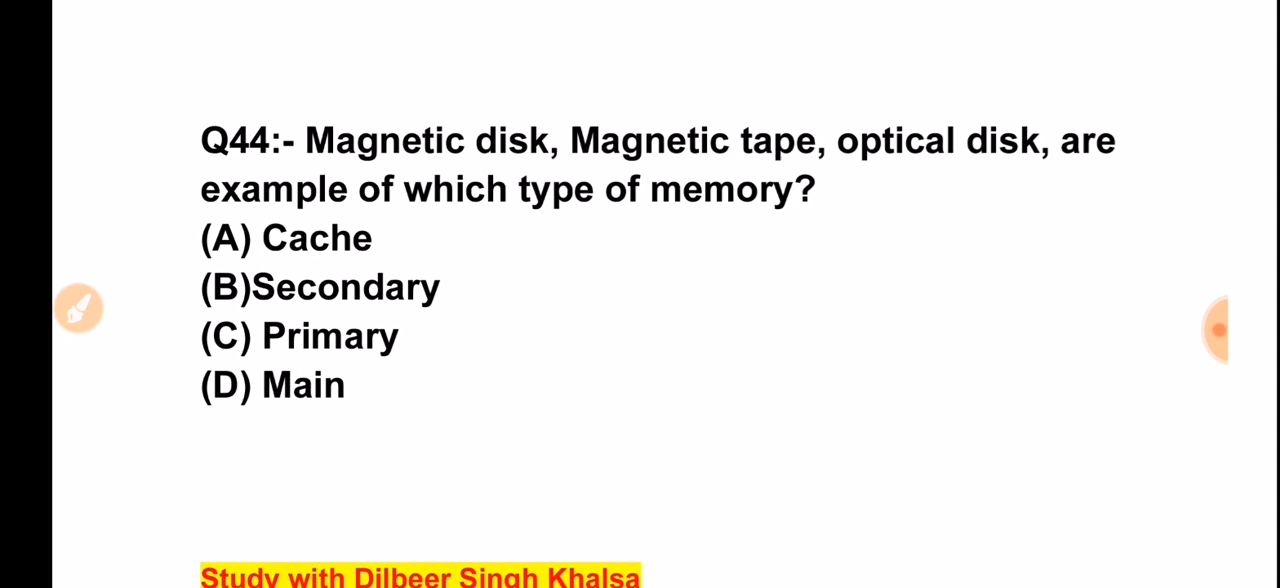 Q44:- Magnetic disk, Magnetic tape, optical disk, are
example of which type of memory?
(A) Cache
(B)Secondary
(C) Primary
(D) Main
Study with Dilbeer Singh Khalsa